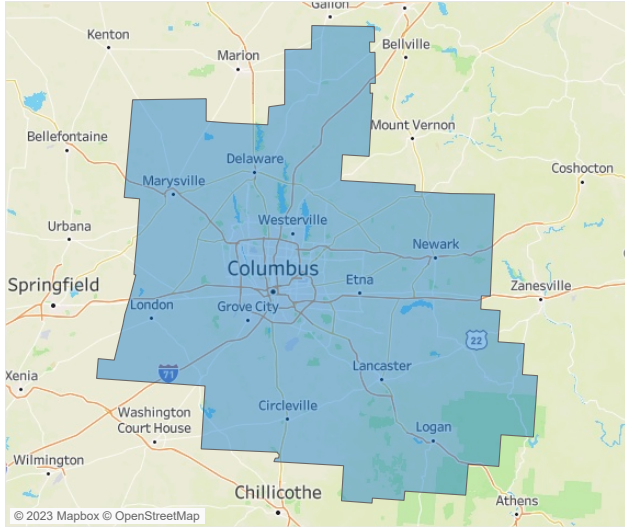 Galion
Kenton
Bellville
Marion
Mount Vernon
Bellefontaine
Delaware
Coshocton
Marysville
Urbana
Westerville
Newark
Columbus
Springfield
Etna
Zanesville
London
Grove City
22
Lancaster
71
Xenia
Circleville
Washington
Court House
Logan
Wilmington
Chillicothe
Athens
© 2023 Mapbox © OpenStreetMap